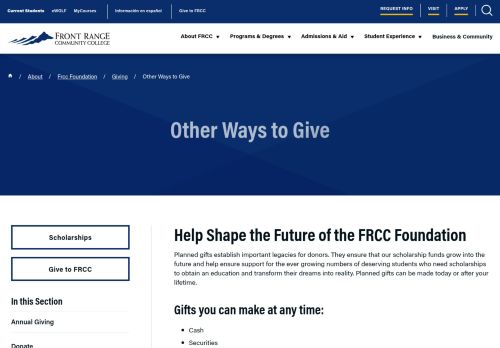 Current Students eWOLF MyCourses Información en español Give to FRCC REQUEST INFO VISIT APPLY
FRONT RANGE
COMMUNITY COLLEGE
About FRCC Programs & Degrees Admissions & Aid Student Experience Business & Community
/ About / Frcc Foundation / Giving / Other Ways to Give
Other Ways to Give
Scholarships
Give to FRCC
In this Section
Annual Giving
Donate
Help Shape the Future of the FRCC Foundation
Planned gifts establish important legacies for donors. They ensure that our scholarship funds grow into the
future and help ensure support for the ever growing numbers of deserving students who need scholarships
to obtain an education and transform their dreams into reality. Planned gifts can be made today or after your
lifetime.
Gifts you can make at any time:
• Cash
• Securities